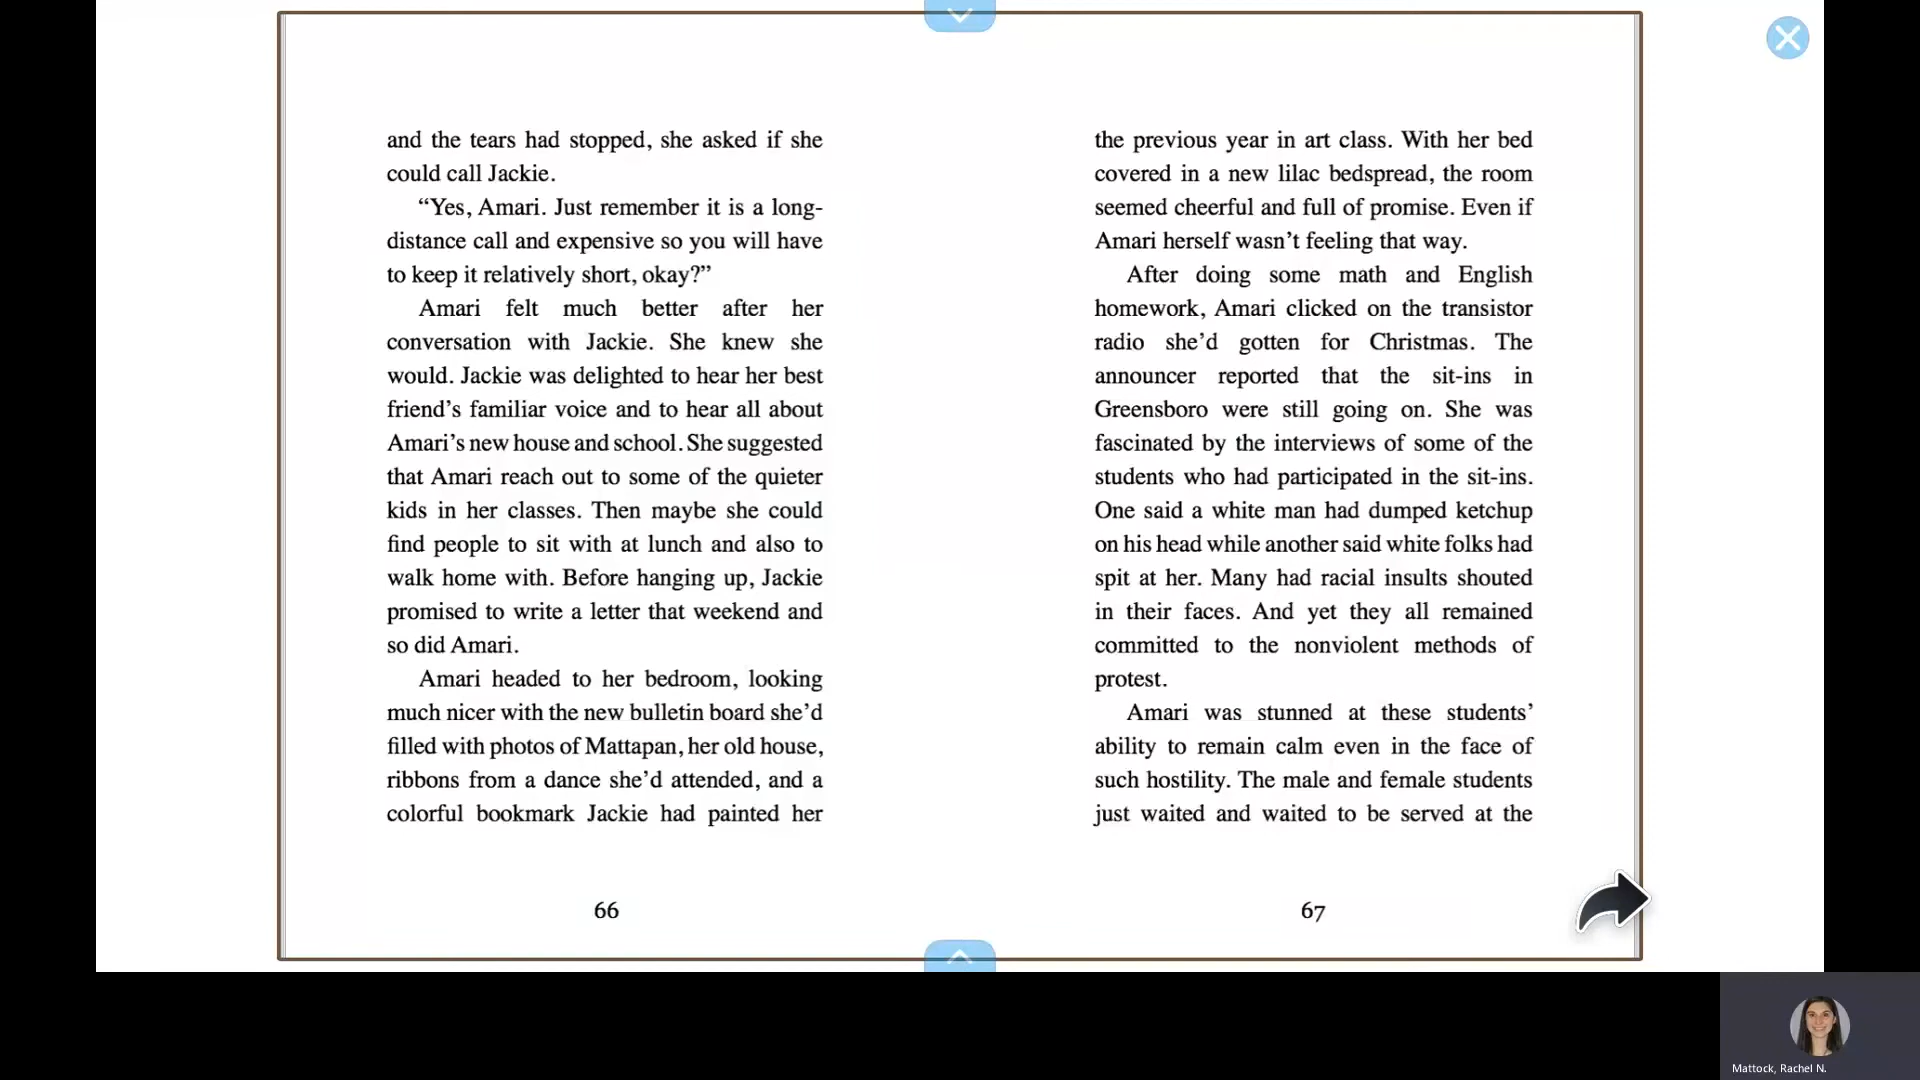 and the tears had stopped, she asked if she
could call Jackie.
“Yes, Amari. Just remember it is a long-
distance call and expensive so you will have
to keep it relatively short, okay?”
Amari felt much better after her
conversation with Jackie. She knew she
would. Jackie was delighted to hear her best
friend’s familiar voice and to hear all about
Amari’s new house and school. She suggested
that Amari reach out to some of the quieter
kids in her classes. Then maybe she could
find people to sit with at lunch and also to
walk home with. Before hanging up, Jackie
promised to write a letter that weekend and
so did Amari.
Amari headed to her bedroom, looking
much nicer with the new bulletin board she’d
filled with photos of Mattapan, her old house,
ribbons from a dance she’d attended, and a
colorful bookmark Jackie had painted her
66
the previous year in art class. With her bed
covered in a new lilac bedspread, the room
seemed cheerful and full of promise. Even if
Amari herself wasn’t feeling that way.
After doing some math and English
homework, Amari clicked on the transistor
radio she’d gotten for Christmas. The
announcer reported that the sit-ins in
Greensboro were still going on. She was
fascinated by the interviews of some of the
students who had participated in the sit-ins.
One said a white man had dumped ketchup
on his head while another said white folks had
spit at her. Many had racial insults shouted
in their faces. And yet they all remained
committed to the nonviolent methods of
protest.
Amari was stunned at these students’
ability to remain calm even in the face of
such hostility. The male and female students
just waited and waited to be served at the
67
Mattock, Rachel N.